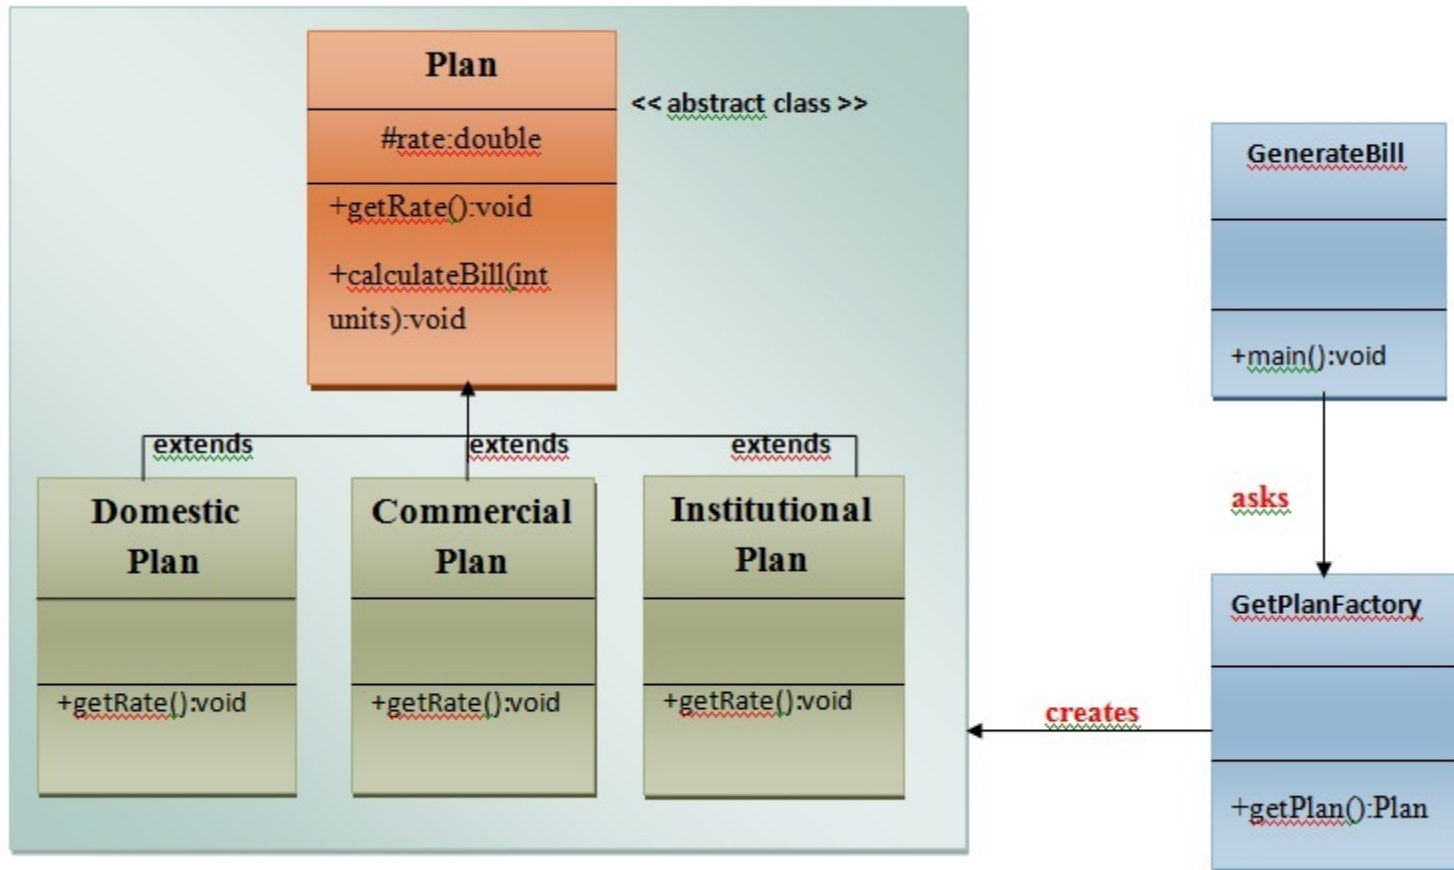 Plan
<< abstract class >>
#rate:double
+getRate():void
+calculateBill(int
units):void
extends
extends
extends
Domestic
Plan
+getRate():void
Commercial
Plan
+getRate():void
Institutional
Plan
+getRate():void
GenerateBill
+main():void
asks
GetPlanFactory
+getPlan():Plan
creates